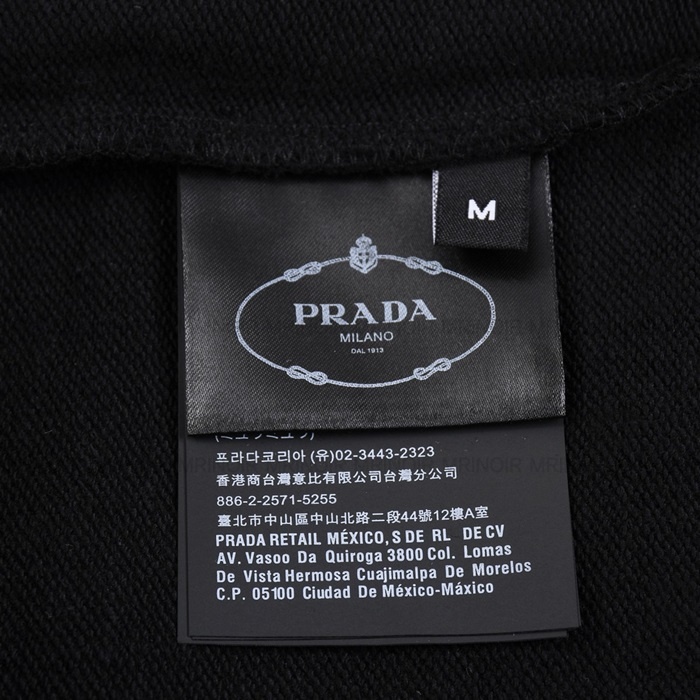 M
PRADA
MILANO
DAL 1913
프라다코리아 (유)02-3443-2323
香港商台灣意比有限公司台灣分公司
886-2-2571-5255
臺北市中山區中山北路二段44號12樓A室
PRADA RETAIL MÉXICO, S DE RL DE CV
AV. Vasoo Da Quiroga 3800 Col. Lomas
De Vista Hermosa Cuajimalpa De Morelos
C.P. 05100 Ciudad De México-México